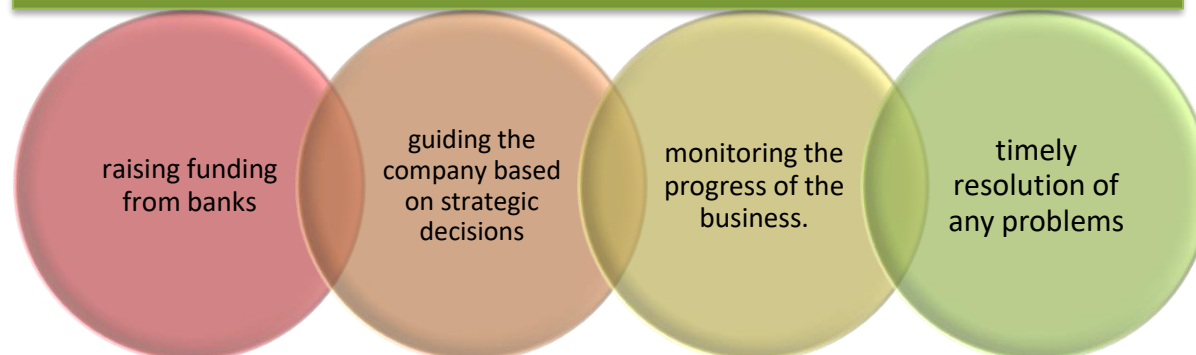 raising funding
from banks
guiding the
company based
on strategic
decisions
monitoring the
progress of the
business.
timely
resolution of
any problems